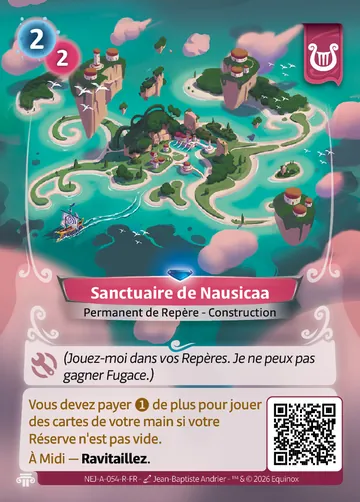 2
2
Sanctuaire de Nausicaa
Permanent de Repère - Construction
(Jouez-moi dans vos Repères. Je ne peux pas
gagner Fugace.)
Vous devez payer 1 de plus pour jouer
des cartes de votre main si votre
Réserve n'est pas vide.
À Midi — Ravitaillez.
NEJ-A-054-R-FR - Jean-Baptiste Andrier - ™ & © 2026 Equinox